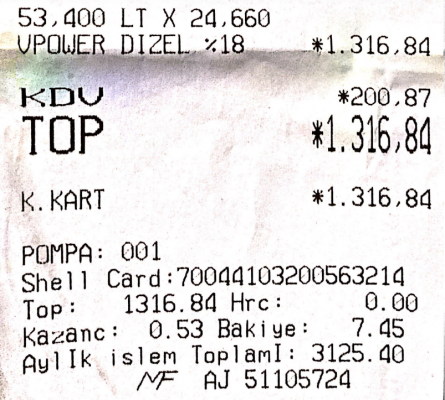 53,400 LT X 24,660
VPOWER DIZEL %18 *1.316,84
KDV *200,87
TOP *1.316,84
K.KART *1.316,84
POMPA: 001
Shell Card:70044103200563214
Top: 1316.84 Hrc: 0.00
Kazanc: 0.53 Bakiye: 7.45
AylIk islem ToplamI: 3125.40
MF AJ 51105724